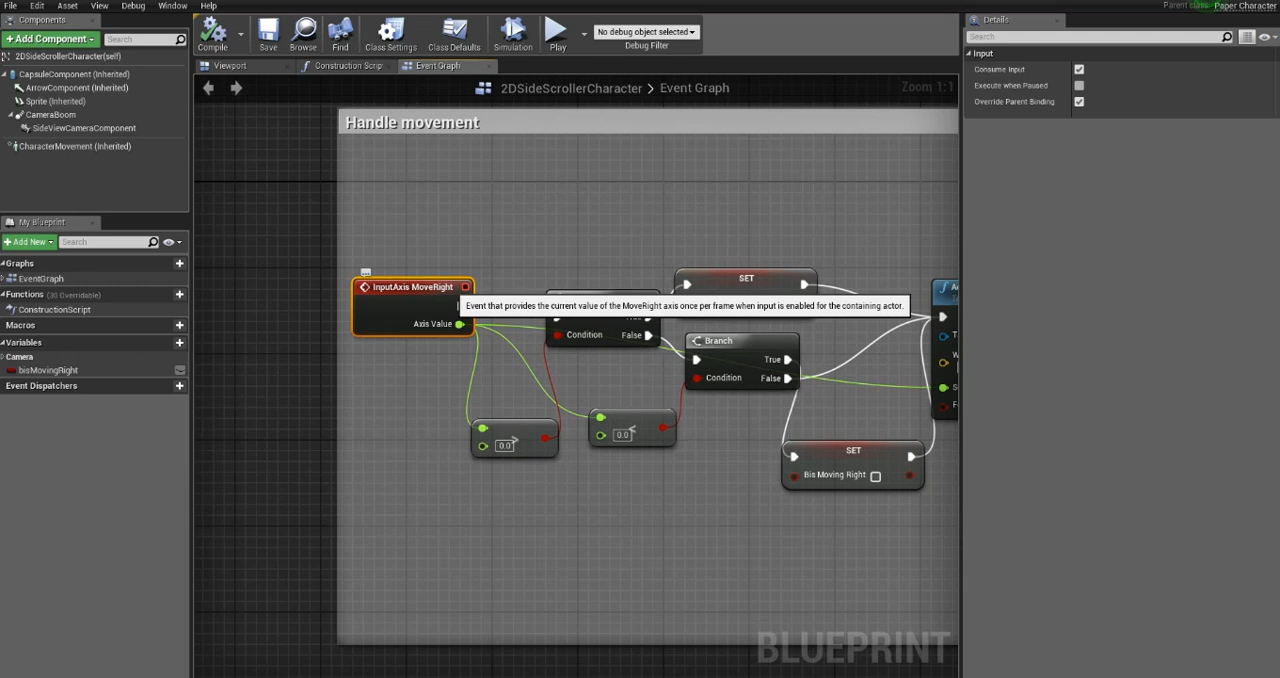 File Edit Asset View Debug Window Help
Parent class: Paper Character
Components
+ Add Component
Search
2DSideScrollerCharacter(self)
CapsuleComponent (Inherited)
ArrowComponent (Inherited)
Sprite (Inherited)
CameraBoom
SideViewCameraComponent
CharacterMovement (Inherited)
My Blueprint
+ Add New
Search
Graphs
EventGraph
Functions (30 Overridable)
ConstructionScript
Macros
Variables
Camera
bisMovingRight
Event Dispatchers
Compile
Save
Browse
Find
Class Settings
Class Defaults
Simulation
Play
No debug object selected
Debug Filter
Viewport
Construction Scrip
Event Graph
2DSideScrollerCharacter > Event Graph
Zoom 1:1
Handle movement
InputAxis MoveRight
Axis Value
Event that provides the current value of the MoveRight axis once per frame when input is enabled for the containing actor.
SET
Condition
False
Branch
True
Condition
False
0.0 >
0.0 <
SET
Bis Moving Right
BLUEPRINT
Details
Search
Input
Consume Input
Execute when Paused
Override Parent Binding